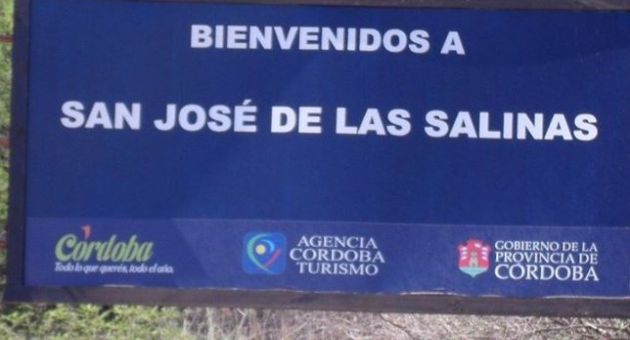 BIENVENIDOS A
SAN JOSÉ DE LAS SALINAS
Córdoba
Todo lo que querés, todo el año.
AGENCIA
CORDOBA
TURISMO
GOBIERNO DE LA
PROVINCIA DE
CÓRDOBA